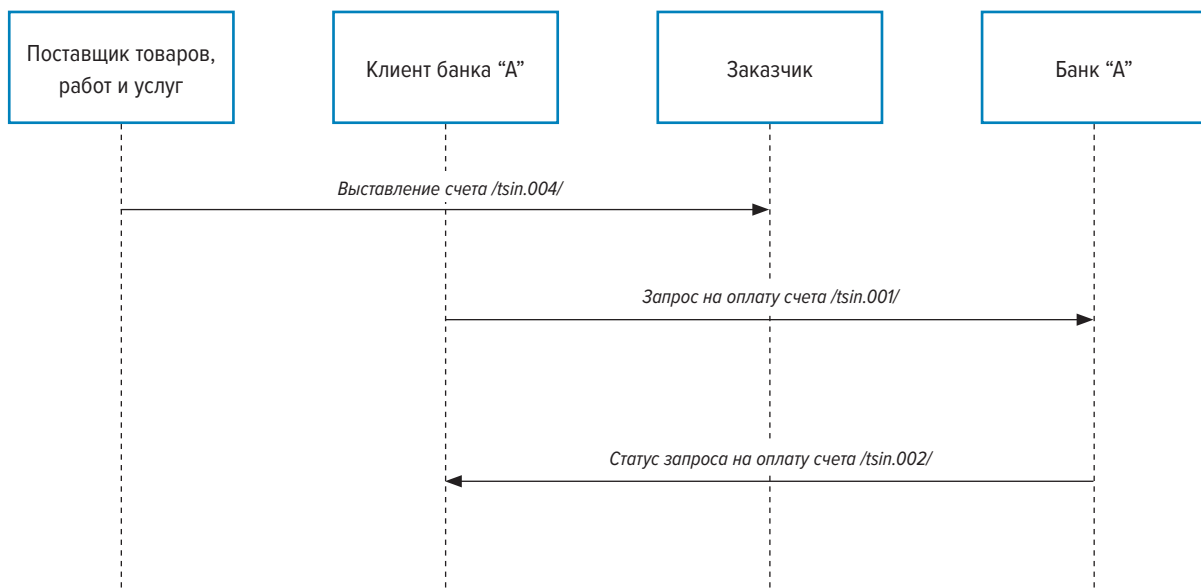 Поставщик товаров,
работ и услуг
Клиент банка “А”
Заказчик
Банк “А”
Выставление счета /tsin.004/
Запрос на оплату счета /tsin.001/
Статус запроса на оплату счета /tsin.002/